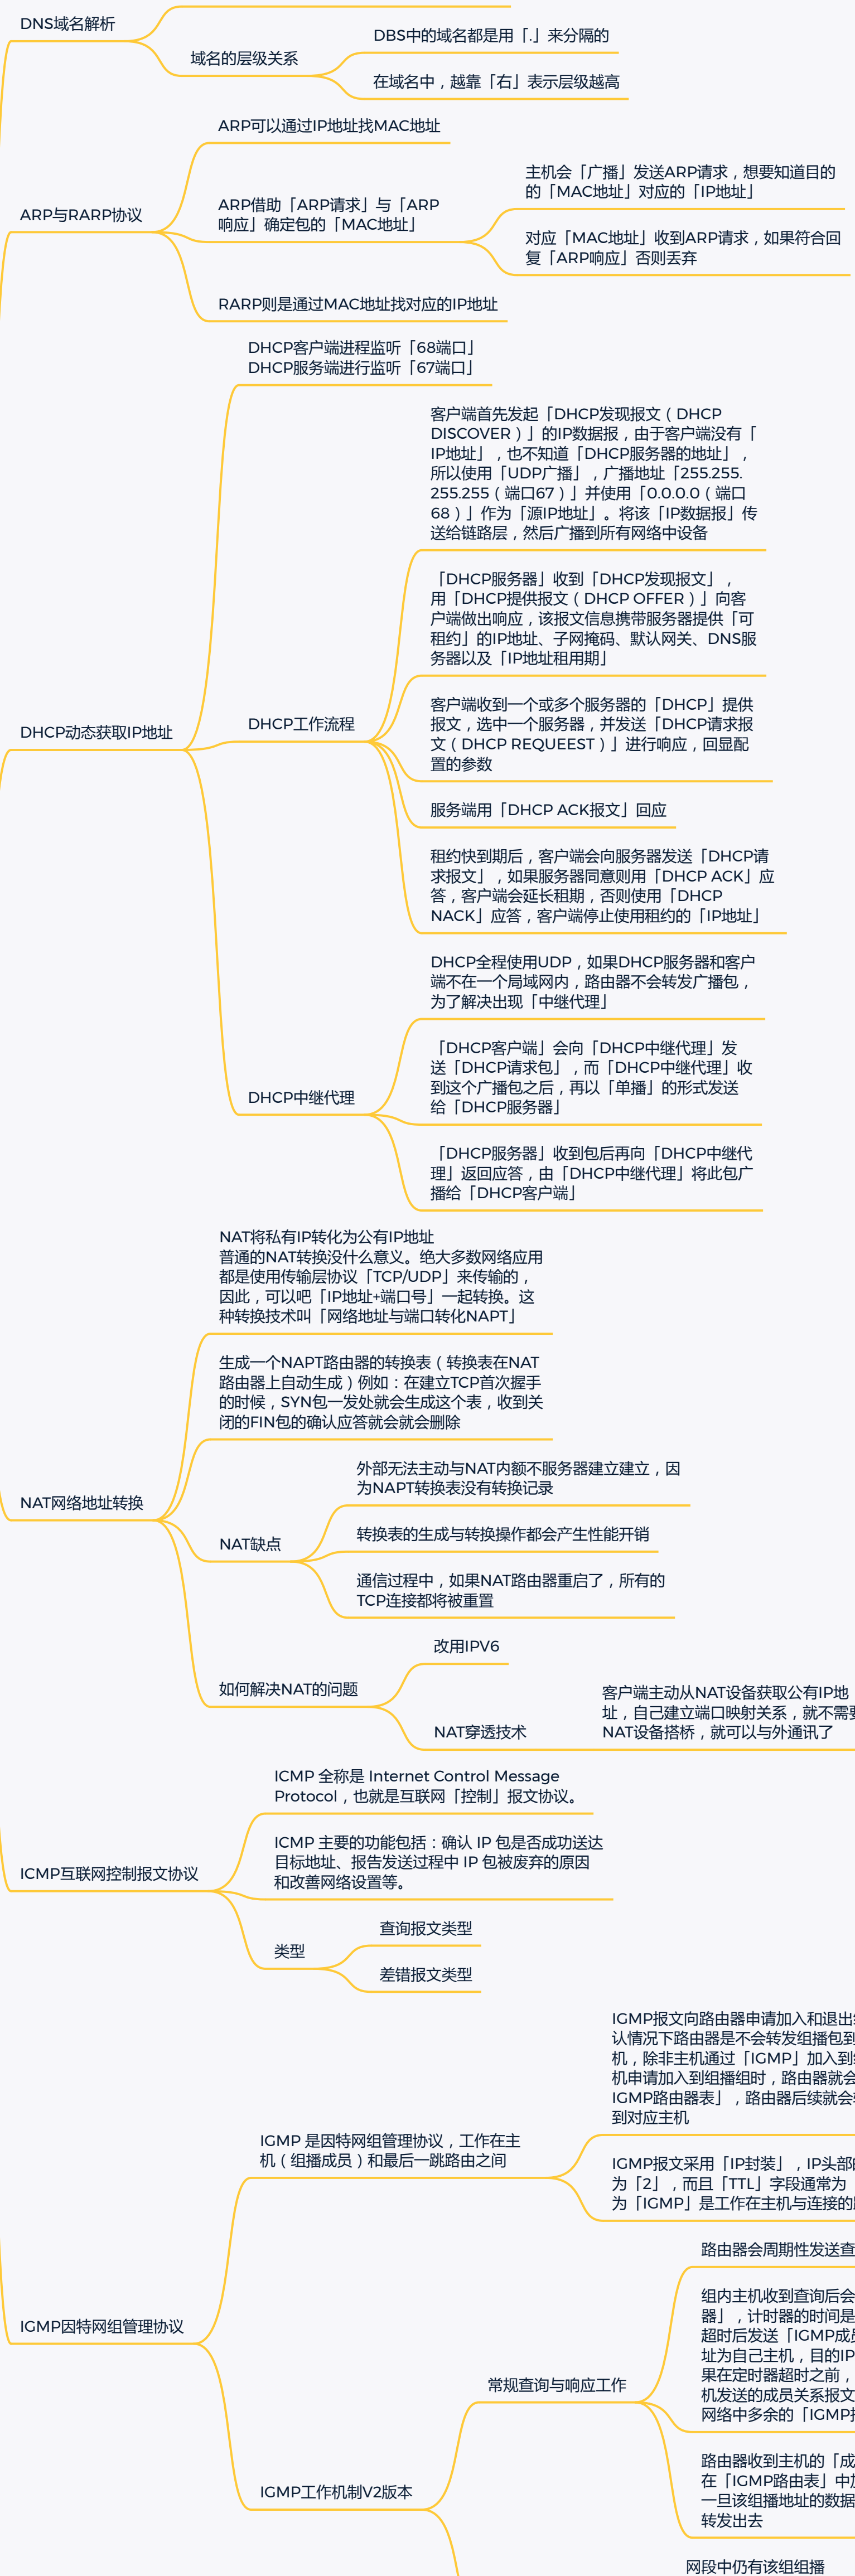 DNS域名解析
域名的层级关系
DBS中的域名都是用「.」来分隔的
在域名中，越靠「右」表示层级越高
ARP与RARP协议
ARP可以通过IP地址找MAC地址
ARP借助「ARP请求」与「ARP
响应」确定包的「MAC地址」
主机会「广播」发送ARP请求，想要知道目的
的「MAC地址」对应的「IP地址」
对应「MAC地址」收到ARP请求，如果符合回
复「ARP响应」否则丢弃
RARP则是通过MAC地址找对应的IP地址
DHCP动态获取IP地址
DHCP客户端进程监听「68端口」
DHCP服务端进行监听「67端口」
DHCP工作流程
客户端首先发起「DHCP发现报文（DHCP
DISCOVER）」的IP数据报，由于客户端没有「
IP地址」，也不知道「DHCP服务器的地址」，
所以使用「UDP广播」，广播地址「255.255.
255.255（端口67）」并使用「0.0.0.0（端口
68）」作为「源IP地址」。将该「IP数据报」传
送给链路层，然后广播到所有网络中设备
「DHCP服务器」收到「DHCP发现报文」，
用「DHCP提供报文（DHCP OFFER）」向客
户端做出响应，该报文信息携带服务器提供「可
租约」的IP地址、子网掩码、默认网关、DNS服
务器以及「IP地址租用期」
客户端收到一个或多个服务器的「DHCP」提供
报文，选中一个服务器，并发送「DHCP请求报
文（DHCP REQUEEST）」进行响应，回显配
置的参数
服务端用「DHCP ACK报文」回应
租约快到期后，客户端会向服务器发送「DHCP请
求报文」，如果服务器同意则用「DHCP ACK」应
答，客户端会延长租期，否则使用「DHCP
NACK」应答，客户端停止使用租约的「IP地址」
DHCP中继代理
DHCP全程使用UDP，如果DHCP服务器和客户
端不在一个局域网内，路由器不会转发广播包，
为了解决出现「中继代理」
「DHCP客户端」会向「DHCP中继代理」发
送「DHCP请求包」，而「DHCP中继代理」收
到这个广播包之后，再以「单播」的形式发送
给「DHCP服务器」
「DHCP服务器」收到包后再向「DHCP中继代
理」返回应答，由「DHCP中继代理」将此包广
播给「DHCP客户端」
NAT网络地址转换
NAT将私有IP转化为公有IP地址
普通的NAT转换没什么意义。绝大多数网络应用
都是使用传输层协议「TCP/UDP」来传输的，
因此，可以吧「IP地址+端口号」一起转换。这
种转换技术叫「网络地址与端口转化NAPT」
生成一个NAPT路由器的转换表（转换表在NAT
路由器上自动生成）例如：在建立TCP首次握手
的时候，SYN包一发处就会生成这个表，收到关
闭的FIN包的确认应答就会就会删除
NAT缺点
外部无法主动与NAT内额不服务器建立建立，因
为NAPT转换表没有转换记录
转换表的生成与转换操作都会产生性能开销
通信过程中，如果NAT路由器重启了，所有的
TCP连接都将被重置
如何解决NAT的问题
改用IPV6
NAT穿透技术
客户端主动从NAT设备获取公有IP地
址，自己建立端口映射关系，就不需要
NAT设备搭桥，就可以与外通讯了
ICMP互联网控制报文协议
ICMP 全称是 Internet Control Message
Protocol，也就是互联网「控制」报文协议。
ICMP 主要的功能包括：确认 IP 包是否成功送达
目标地址、报告发送过程中 IP 包被废弃的原因
和改善网络设置等。
类型
查询报文类型
差错报文类型
IGMP因特网组管理协议
IGMP 是因特网组管理协议，工作在主
机（组播成员）和最后一跳路由之间
IGMP报文向路由器申请加入和退出
认情况下路由器是不会转发组播包到
机，除非主机通过「IGMP」加入到
机申请加入到组播组时，路由器就会
IGMP路由器表」，路由器后续就会
到对应主机
IGMP报文采用「IP封装」，IP头部
为「2」，而且「TTL」字段通常为「
为「IGMP」是工作在主机与连接的
IGMP工作机制V2版本
常规查询与响应工作
路由器会周期性发送查
组内主机收到查询后会
器」，计时器的时间是
超时后发送「IGMP成
址为自己主机，目的IP
果在定时器超时之前，
机发送的成员关系报文
网络中多余的「IGMP
路由器收到主机的「成
在「IGMP路由表」中加
一旦该组播地址的数据
转发出去
网段中仍有该组组播